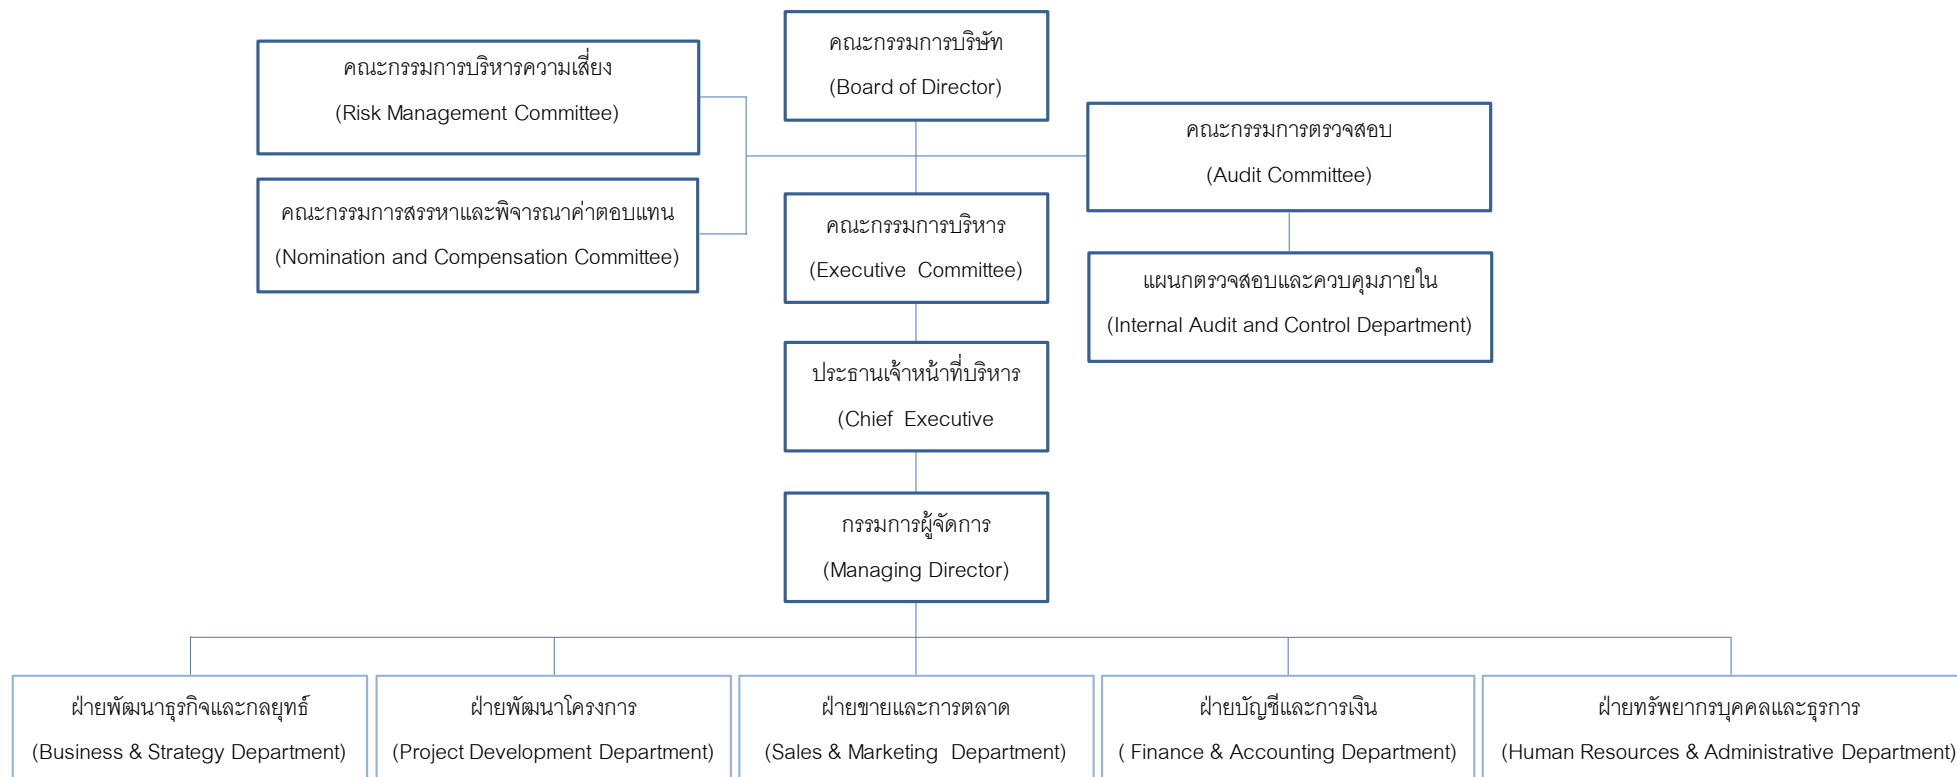 คณะกรรมการบริษัท
(Board of Director)
คณะกรรมการบริหารความเสี่ยง
(Risk Management Committee)
คณะกรรมการตรวจสอบ
(Audit Committee)
คณะกรรมการสรรหาและพิจารณาค่าตอบแทน
(Nomination and Compensation Committee)
คณะกรรมการบริหาร
(Executive Committee)
แผนกตรวจสอบและควบคุมภายใน
(Internal Audit and Control Department)
ประธานเจ้าหน้าที่บริหาร
(Chief Executive
กรรมการผู้จัดการ
(Managing Director)
ฝ่ายพัฒนาธุรกิจและกลยุทธ์
(Business & Strategy Department)
ฝ่ายพัฒนาโครงการ
(Project Development Department)
ฝ่ายขายและการตลาด
(Sales & Marketing Department)
ฝ่ายบัญชีและการเงิน
( Finance & Accounting Department)
ฝ่ายทรัพยากรบุคคลและธุรการ
(Human Resources & Administrative Department)